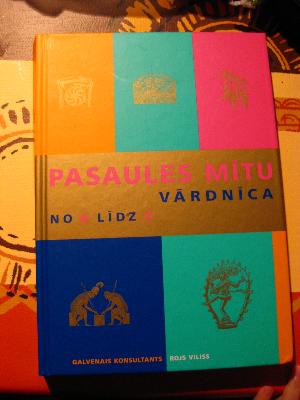 PASAULES MĪTU
VĀRDNĪCA
NO A LĪDZ Z
GALVENAIS KONSULTANTS ROJS VILISS